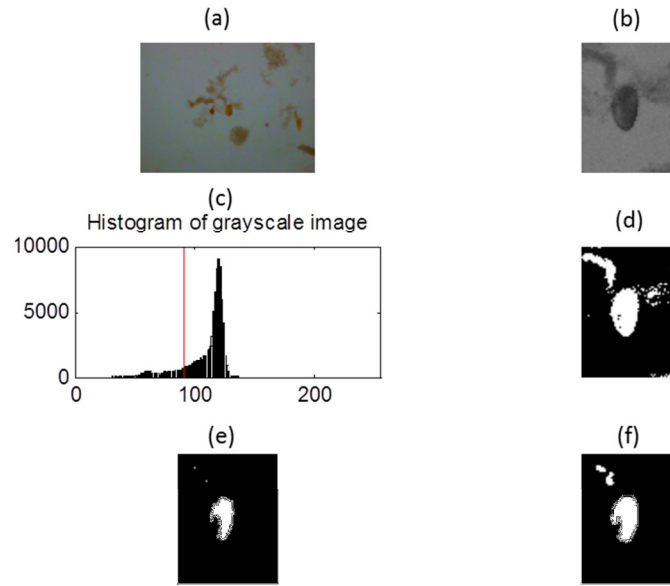 (a)
(b)
(c)
Histogram of grayscale image
10000
5000
0
0
100
200
(d)
(e)
(f)